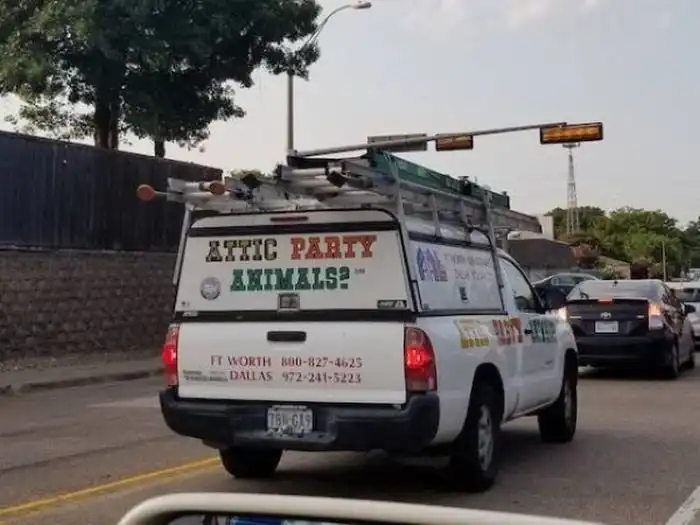 ATTIC PARTY
ANIMALS?
FT WORTH 800-827-4625
DALLAS 972-241-5223